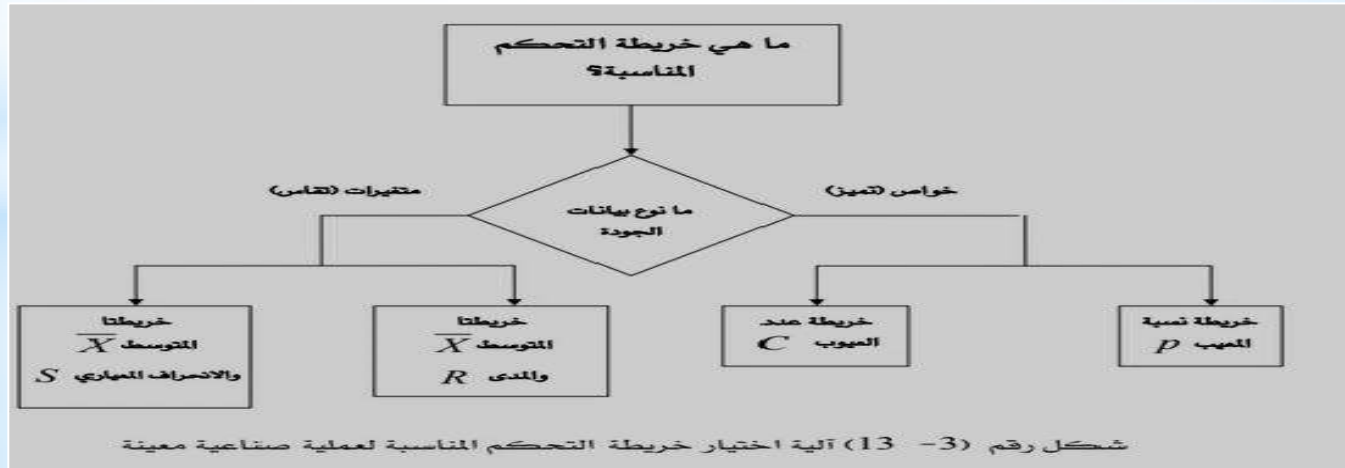 ما هي خريطة التحكم
المناسبة؟
خواص (تميز)
متغيرات (تقاس)
ما نوع بيانات
الجودة
خريطة نسبة
المعيب p
خريطة عدد
العيوب C
خريطتا
المتوسط X̅
والمدى R
خريطتا
المتوسط X̅
والانحراف المعياري S
شكل رقم (3- 13) آلية اختيار خريطة التحكم المناسبة لعملية صناعية معينة